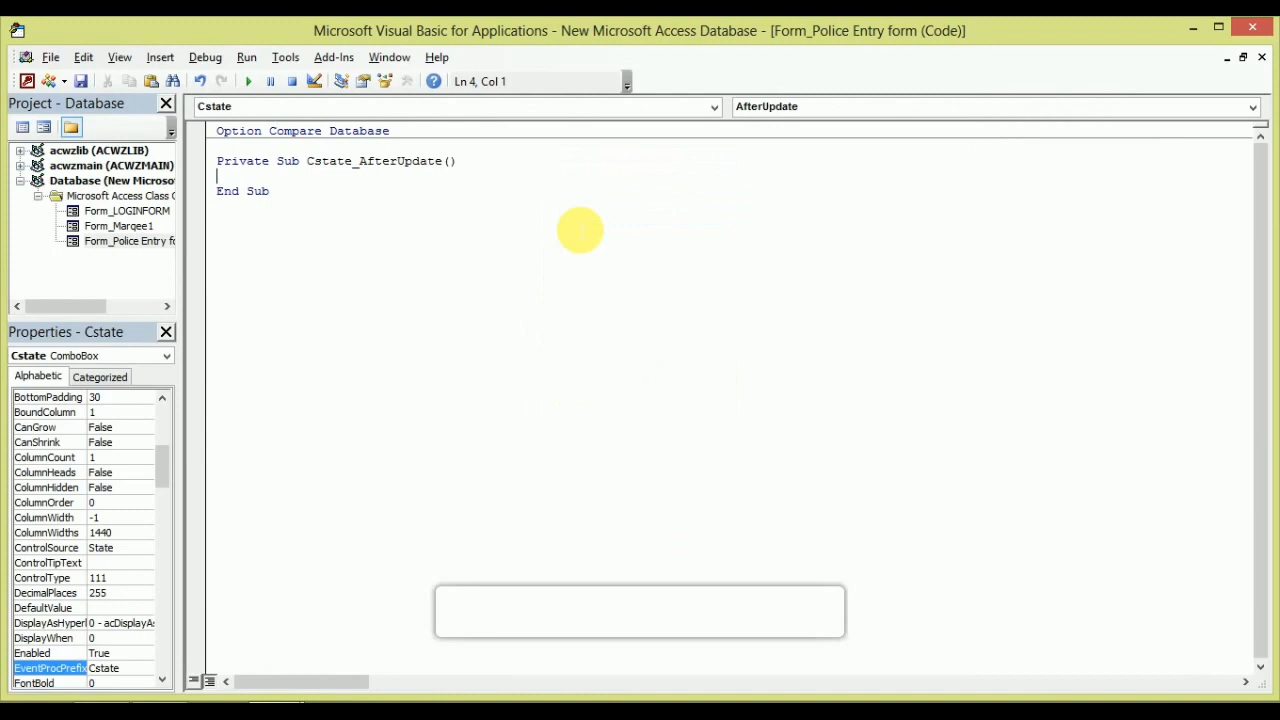 Microsoft Visual Basic for Applications - New Microsoft Access Database - [Form_Police Entry form (Code)]
File Edit View Insert Debug Run Tools Add-Ins Window Help
Ln 4, Col 1
Project - Database
Cstate
AfterUpdate
Option Compare Database
acwzlib (ACWZLIB)
acwzmain (ACWZMAIN)
Database (New Microso
Microsoft Access Class O
Form_LOGINFORM
Form_Marqee1
Form_Police Entry fo
Private Sub Cstate_AfterUpdate()
End Sub
Properties - Cstate
Cstate ComboBox
Alphabetic Categorized
BottomPadding 30
BoundColumn 1
CanGrow False
CanShrink False
ColumnCount 1
ColumnHeads False
ColumnHidden False
ColumnOrder 0
ColumnWidth -1
ColumnWidths 1440
ControlSource State
ControlTipText
ControlType 111
DecimalPlaces 255
DefaultValue
DisplayAsHyperl 0 - acDisplayAs
DisplayWhen 0
Enabled True
EventProcPrefix Cstate
FontBold 0